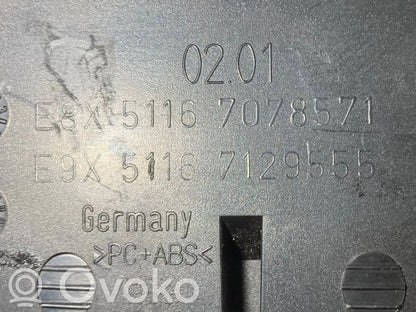 02.01
E8X 5116 7078571
E9X 5116 7129555
Germany
>PC+ABS<
Ovoko